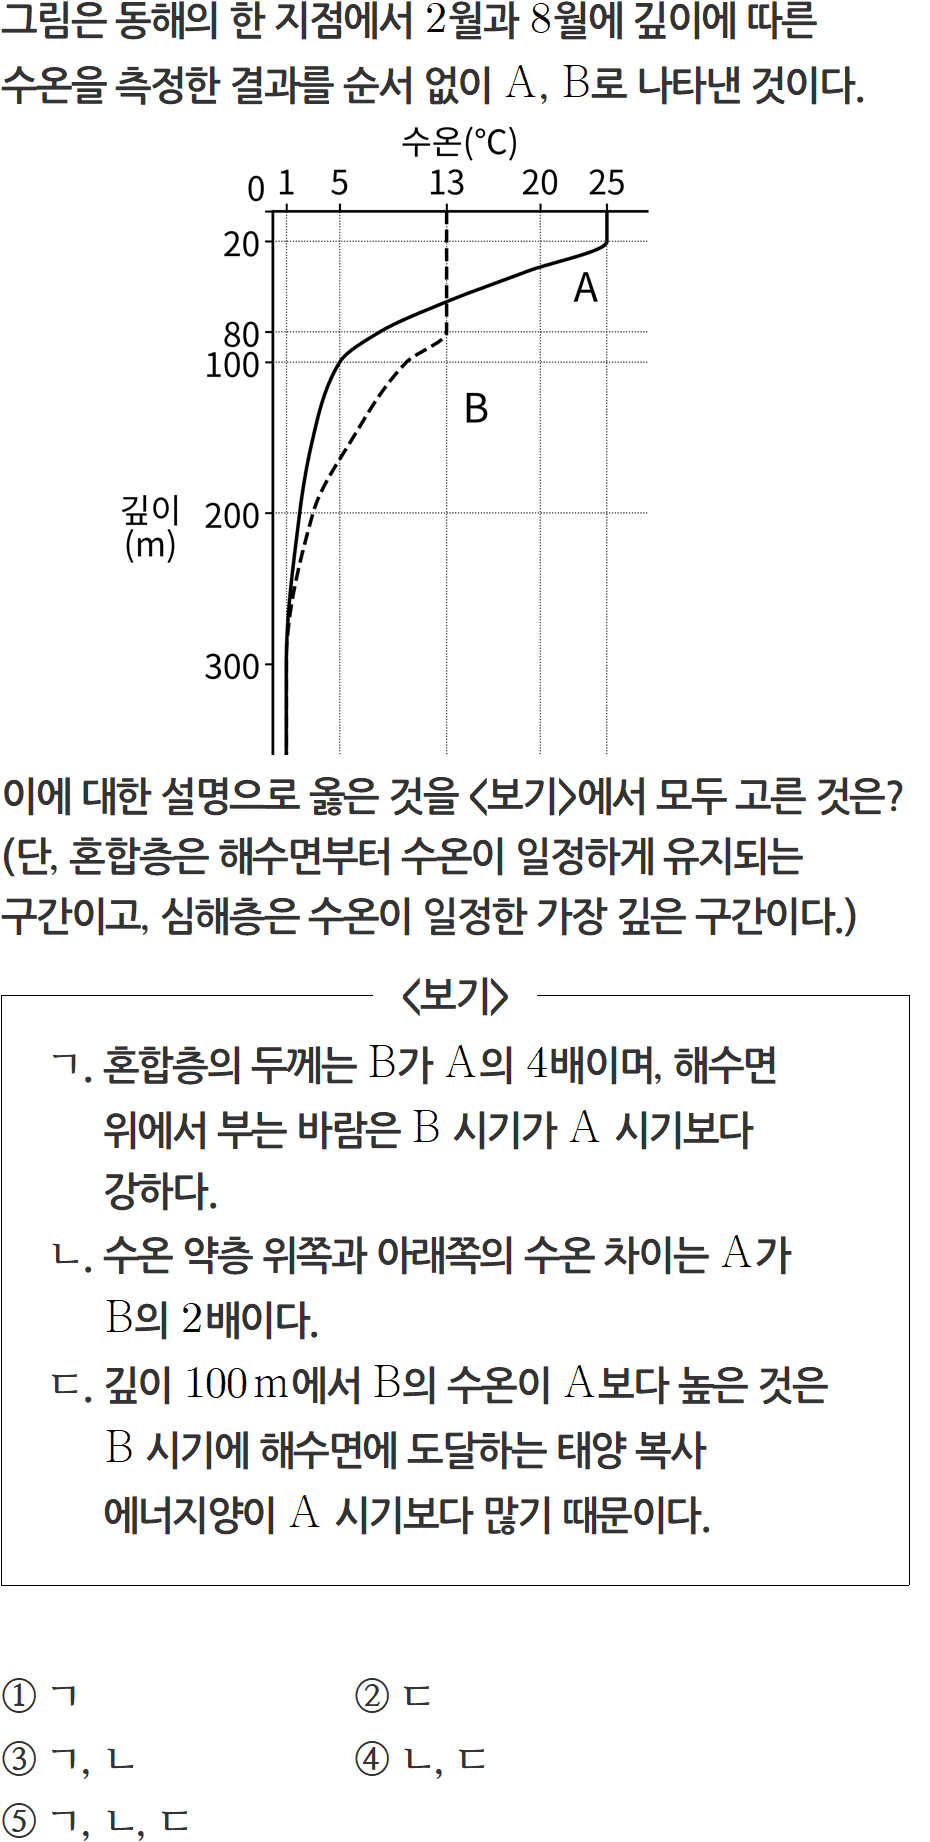 그림은 동해의 한 지점에서 2월과 8월에 깊이에 따른
수온을 측정한 결과를 순서 없이 A, B로 나타낸 것이다.
수온(℃)
0 1 5 13 20 25
20
A
80
100
B
깊이
(m)
200
300
이에 대한 설명으로 옳은 것을 <보기>에서 모두 고른 것은?
(단, 혼합층은 해수면부터 수온이 일정하게 유지되는
구간이고, 심해층은 수온이 일정한 가장 깊은 구간이다.)
<보기>
ㄱ. 혼합층의 두께는 B가 A의 4배이며, 해수면
위에서 부는 바람은 B 시기가 A 시기보다
강하다.
ㄴ. 수온 약층 위쪽과 아래쪽의 수온 차이는 A가
B의 2배이다.
ㄷ. 깊이 100m에서 B의 수온이 A보다 높은 것은
B 시기에 해수면에 도달하는 태양 복사
에너지양이 A 시기보다 많기 때문이다.
① ㄱ ② ㄷ
③ ㄱ, ㄴ ④ ㄴ, ㄷ
⑤ ㄱ, ㄴ, ㄷ